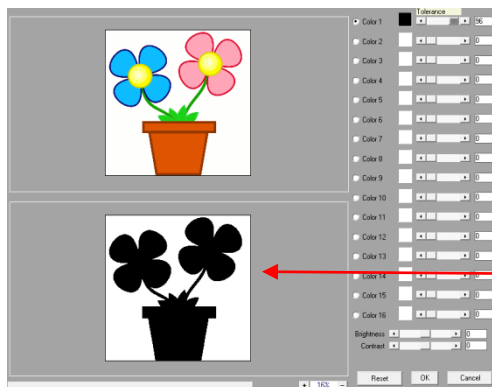 Tolerance
Color 1 96
Color 2 0
Color 3 0
Color 4 0
Color 5 0
Color 6 0
Color 7 0
Color 8 0
Color 9 0
Color 10 0
Color 11 0
Color 12 0
Color 13 0
Color 14 0
Color 15 0
Color 16 0
Brightness 0
Contrast 0
Reset OK Cancel
+ 16% -